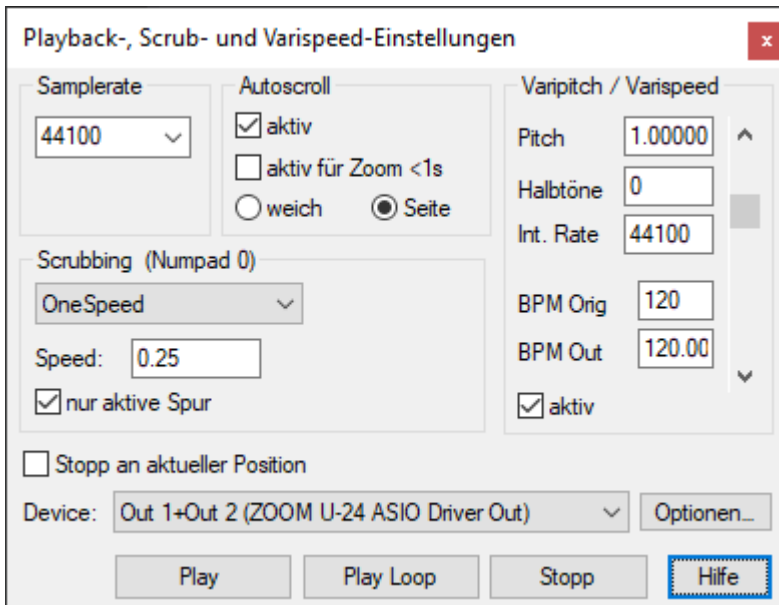 Playback-, Scrub- und Varispeed-Einstellungen
x
Samplerate
44100
Autoscroll
aktiv
aktiv für Zoom <1s
weich
Seite
Varipitch / Varispeed
Pitch 1.00000
Halbtöne 0
Int. Rate 44100
BPM Orig 120
BPM Out 120.00
aktiv
Scrubbing (Numpad 0)
OneSpeed
Speed: 0.25
nur aktive Spur
Stopp an aktueller Position
Device: Out 1+Out 2 (ZOOM U-24 ASIO Driver Out) Optionen...
Play Play Loop Stopp Hilfe